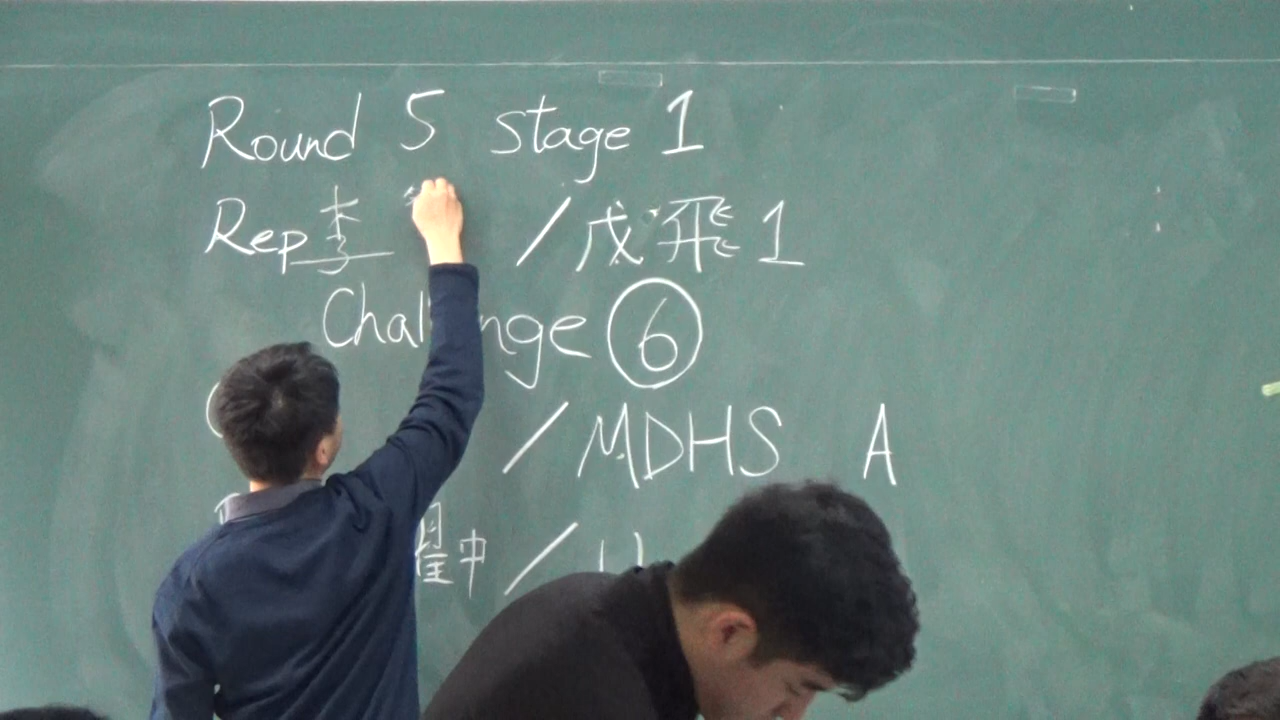 Round 5 stage 1
Rep 李 / 戊飛1
Challenge ⑥
/ MDHS A
中 /